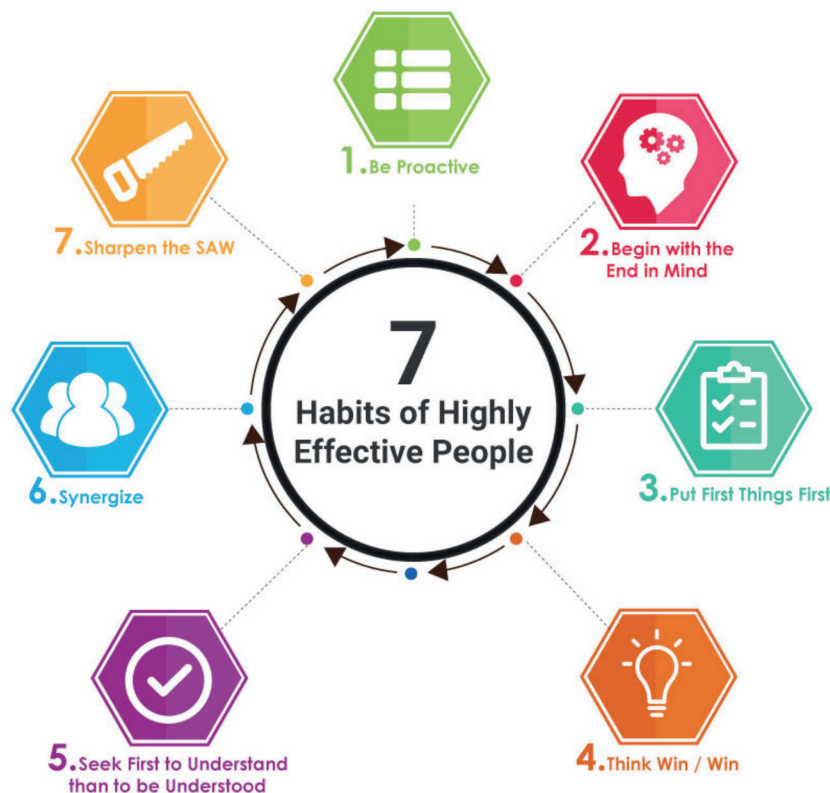 7
Habits of Highly
Effective People
1.Be Proactive
2.Begin with the
End in Mind
3.Put First Things First
4.Think Win / Win
5.Seek First to Understand
than to be Understood
6.Synergize
7.Sharpen the SAW